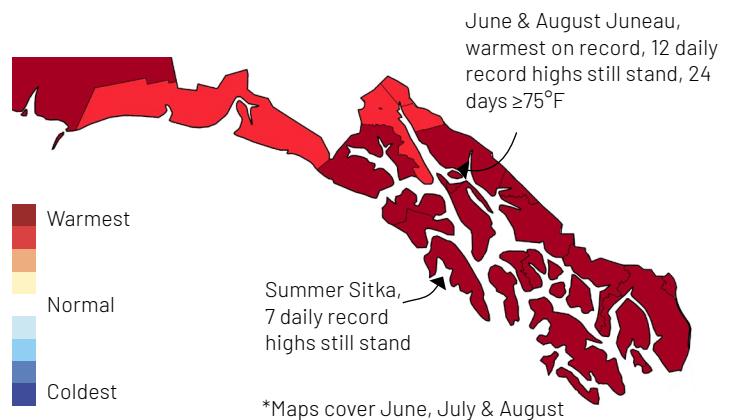 June & August Juneau,
warmest on record, 12 daily
record highs still stand, 24
days ≥75°F
Warmest
Normal
Coldest
Summer Sitka,
7 daily record
highs still stand
*Maps cover June, July & August